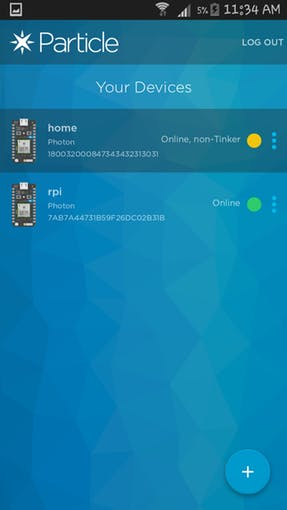 5% 11:34 AM
Particle LOG OUT
Your Devices
home
Online, non-Tinker
Photon
180032000847343432313031
rpi
Online
Photon
7AB7A44731B59F26DC02B31B
+